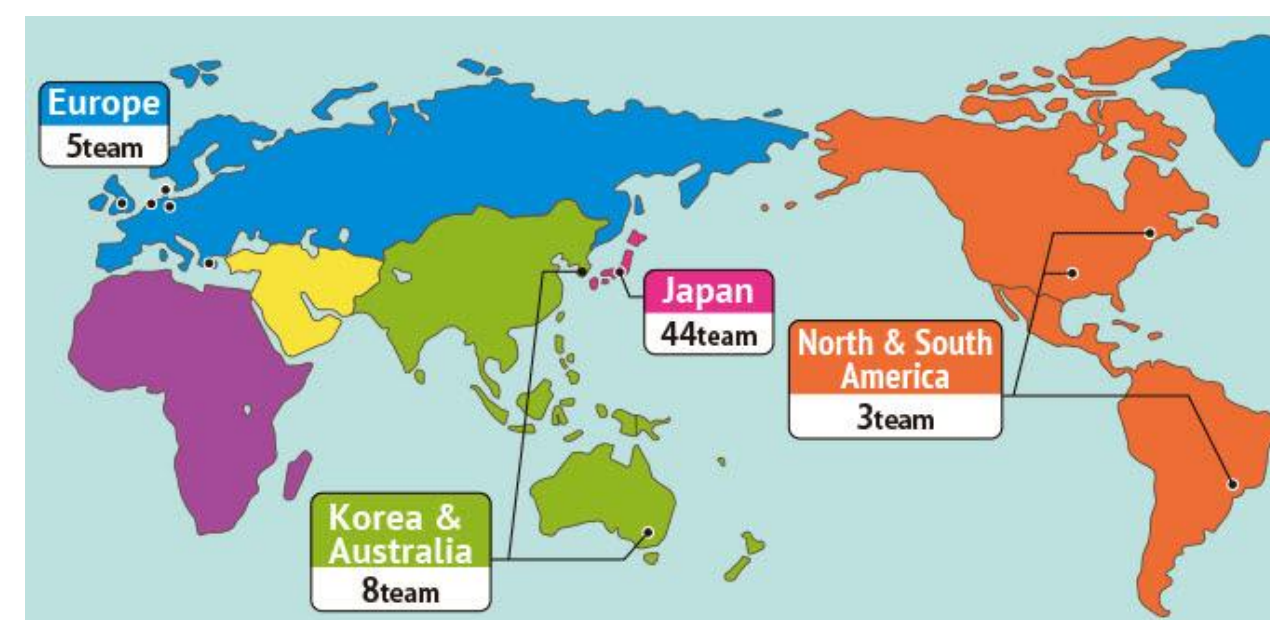 Europe
5team
Japan
44team
North & South
America
3team
Korea &
Australia
8team